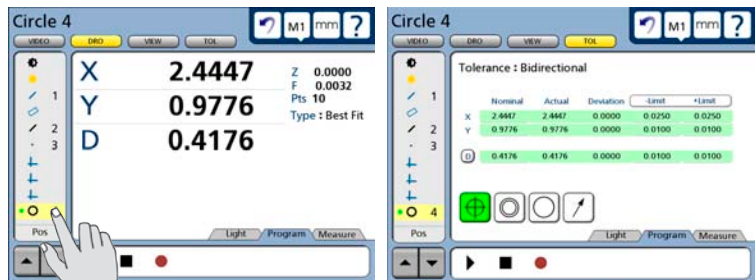 Circle 4
M1 mm ?
VIDEO DRO VIEW TOL
X 2.4447
Y 0.9776
D 0.4176
Z 0.0000
F 0.0032
Pts 10
Type : Best Fit
1
2
3
Pos
Light Program Measure
Circle 4
M1 mm ?
VIDEO DRO VIEW TOL
Tolerance : Bidirectional
Nominal Actual Deviation -Limit +Limit
X 2.4447 2.4447 0.0000 0.0250 0.0250
Y 0.9776 0.9776 0.0000 0.0100 0.0100
D 0.4176 0.4176 0.0000 0.0100 0.0100
1
2
3
4
Pos
Light Program Measure